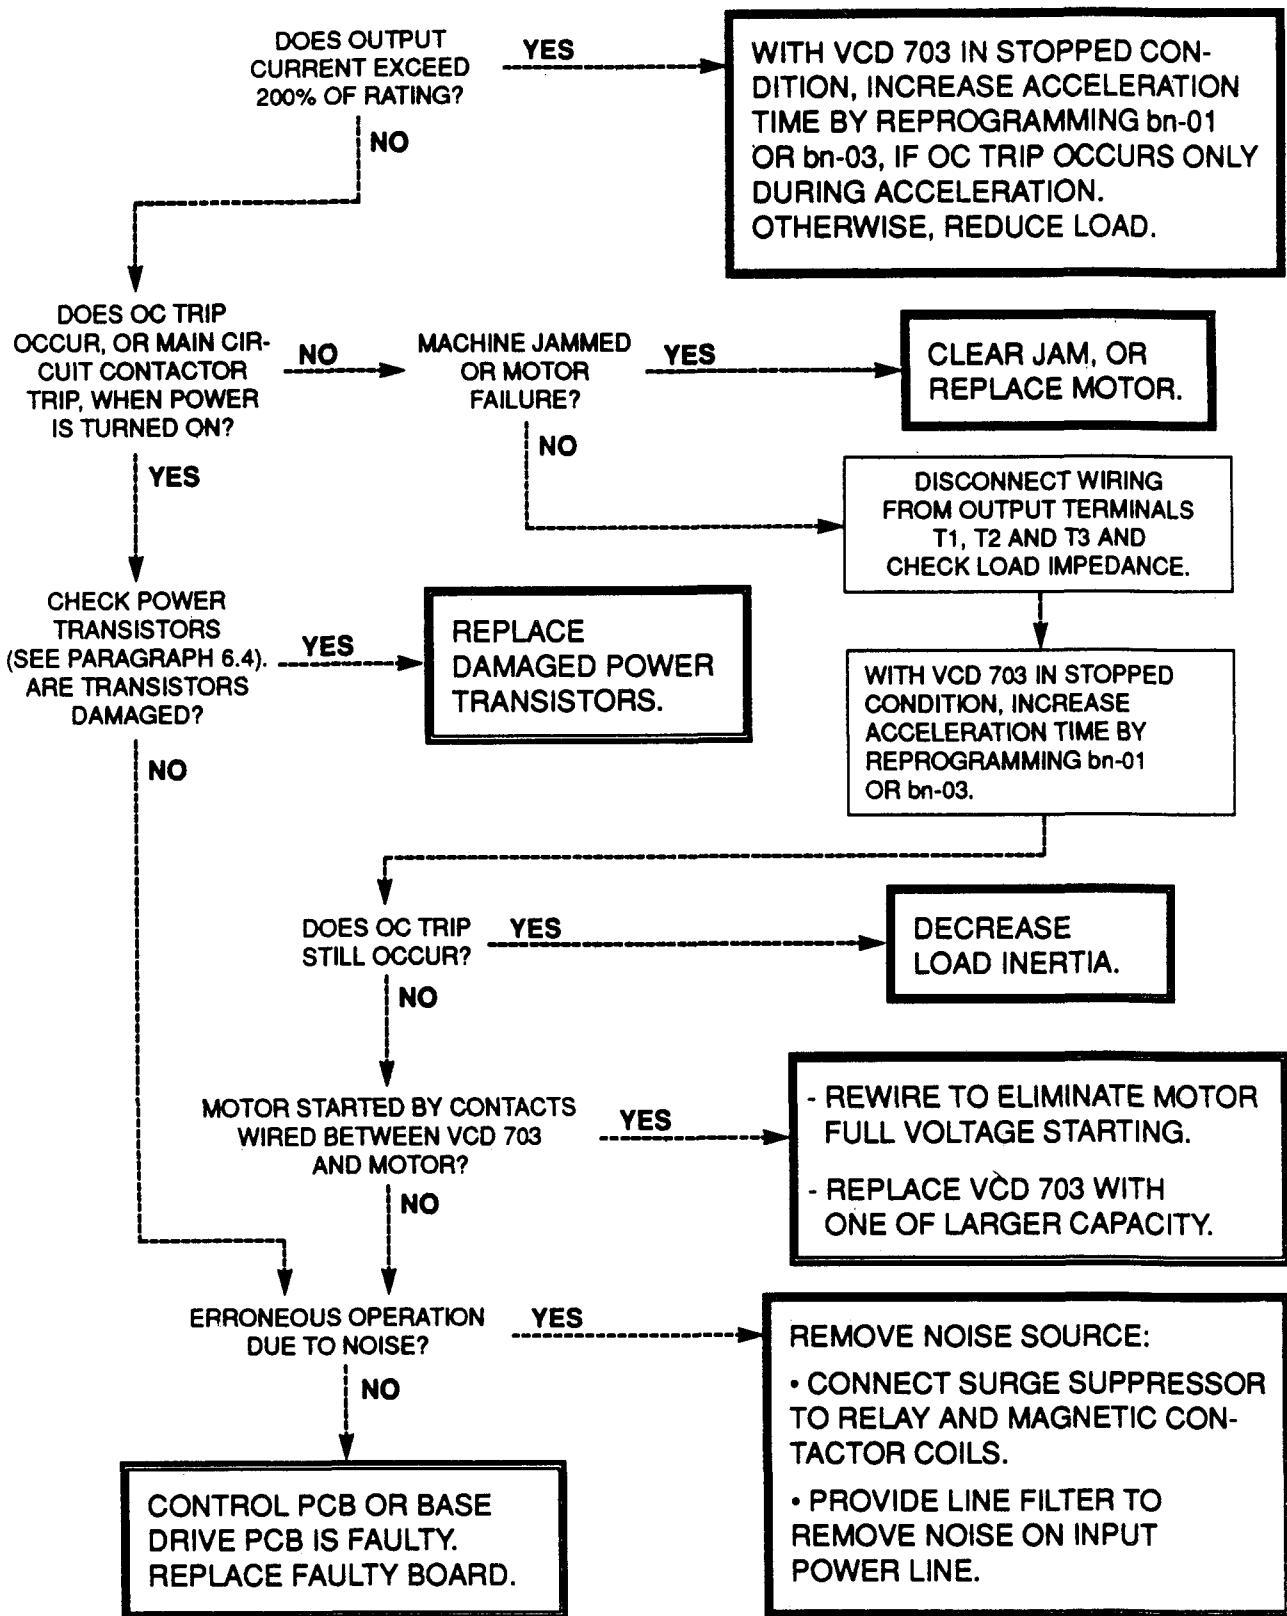 DOES OUTPUT
CURRENT EXCEED
200% OF RATING?
YES
WITH VCD 703 IN STOPPED CON-
DITION, INCREASE ACCELERATION
TIME BY REPROGRAMMING bn-01
OR bn-03, IF OC TRIP OCCURS ONLY
DURING ACCELERATION.
OTHERWISE, REDUCE LOAD.
NO
DOES OC TRIP
OCCUR, OR MAIN CIR-
CUIT CONTACTOR
TRIP, WHEN POWER
IS TURNED ON?
NO
MACHINE JAMMED
OR MOTOR
FAILURE?
YES
CLEAR JAM, OR
REPLACE MOTOR.
NO
DISCONNECT WIRING
FROM OUTPUT TERMINALS
T1, T2 AND T3 AND
CHECK LOAD IMPEDANCE.
YES
CHECK POWER
TRANSISTORS
(SEE PARAGRAPH 6.4).
ARE TRANSISTORS
DAMAGED?
YES
REPLACE
DAMAGED POWER
TRANSISTORS.
WITH VCD 703 IN STOPPED
CONDITION, INCREASE
ACCELERATION TIME BY
REPROGRAMMING bn-01
OR bn-03.
NO
DOES OC TRIP
STILL OCCUR?
YES
DECREASE
LOAD INERTIA.
NO
MOTOR STARTED BY CONTACTS
WIRED BETWEEN VCD 703
AND MOTOR?
YES
- REWIRE TO ELIMINATE MOTOR
FULL VOLTAGE STARTING.
- REPLACE VCD 703 WITH
ONE OF LARGER CAPACITY.
NO
ERRONEOUS OPERATION
DUE TO NOISE?
YES
REMOVE NOISE SOURCE:
• CONNECT SURGE SUPPRESSOR
TO RELAY AND MAGNETIC CON-
TACTOR COILS.
• PROVIDE LINE FILTER TO
REMOVE NOISE ON INPUT
POWER LINE.
NO
CONTROL PCB OR BASE
DRIVE PCB IS FAULTY.
REPLACE FAULTY BOARD.